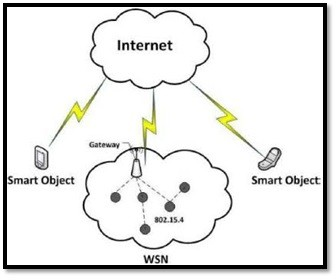 Internet
Gateway
Smart Object
Smart Object
802.15.4
WSN